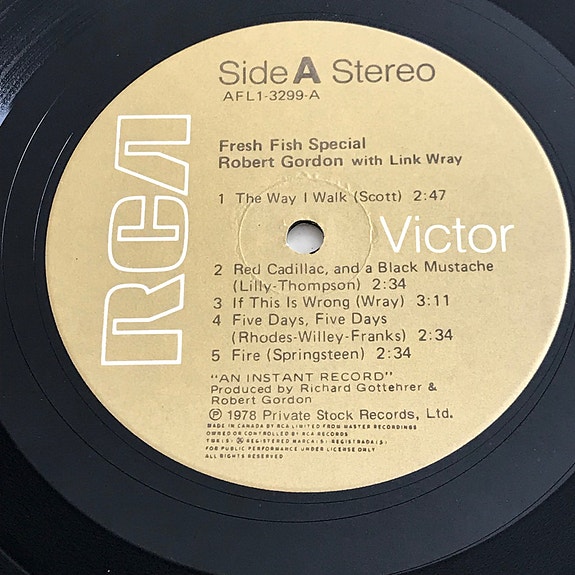 Side A Stereo
AFL1-3299-A
Fresh Fish Special
Robert Gordon with Link Wray
1 The Way I Walk (Scott) 2:47
RCA
Victor
2 Red Cadillac, and a Black Mustache
(Lilly-Thompson) 2:34
3 If This Is Wrong (Wray) 3:11
4 Five Days, Five Days
(Rhodes-Willey-Franks) 2:34
5 Fire (Springsteen) 2:34
"AN INSTANT RECORD"
Produced by Richard Gottehrer &
Robert Gordon
℗ 1978 Private Stock Records, Ltd.
MADE IN CANADA BY RCA LIMITED FROM MASTER RECORDINGS
OWNED OR CONTROLLED BY RCA RECORDS
TMK(S) ® REGISTERED MARCA(S) REGISTRADA(S)
FOR PUBLIC PERFORMANCE UNDER LICENSE ONLY
ALL RIGHTS RESERVED